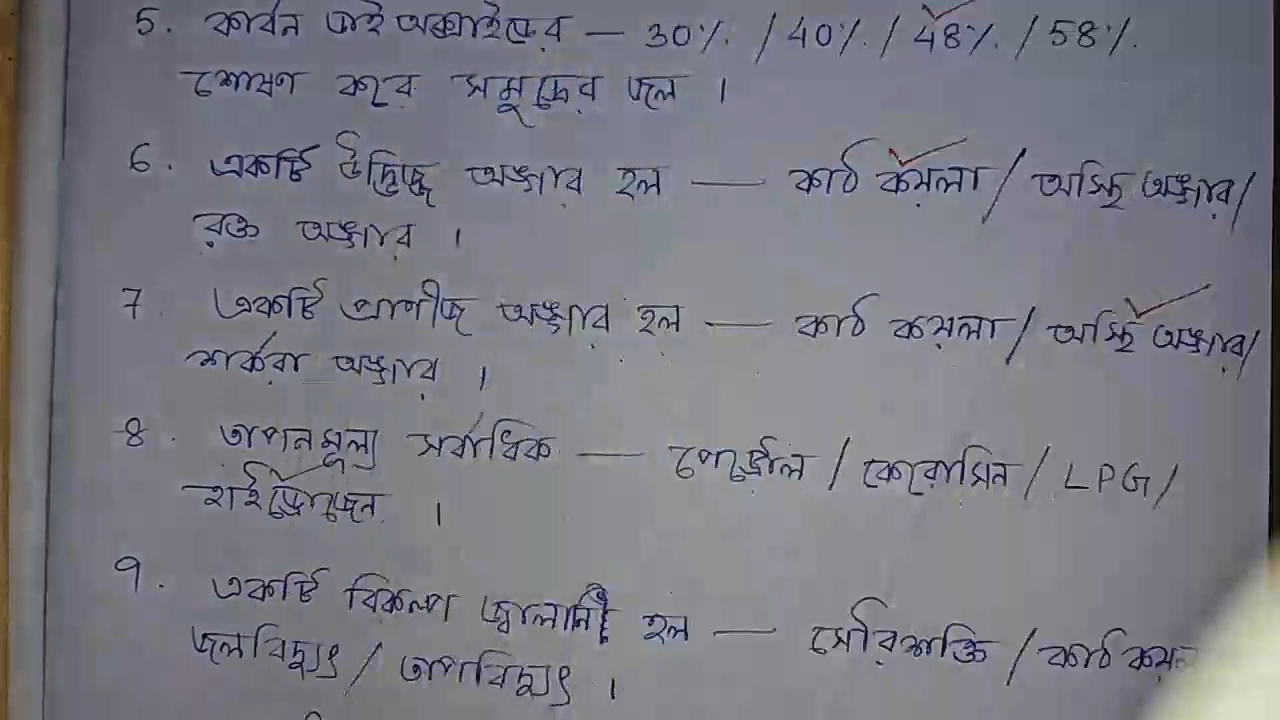 5. কার্বন ডাই অক্সাইডের — 30% / 40% / 48% / 58%.
শোষণ করে সমুদ্রের জল ।
6. একটি উদ্ভিজ্জ অঙ্গার হল — কাঠ কয়লা / অস্থি অঙ্গার/
রক্ত অঙ্গার ।
7 একটি প্রাণীজ অঙ্গার হল — কাঠ কয়লা / অস্থি অঙ্গার/
শর্করা অঙ্গার ।
8. তাপনমূল্য সর্বাধিক — পেট্রোল / কেরোসিন / LPG /
হাইড্রোজেন ।
9. একটি বিকল্প জ্বালানী হল — সৌরশক্তি / কাঠ
জলবিদ্যুৎ / তাপবিদ্যুৎ ।